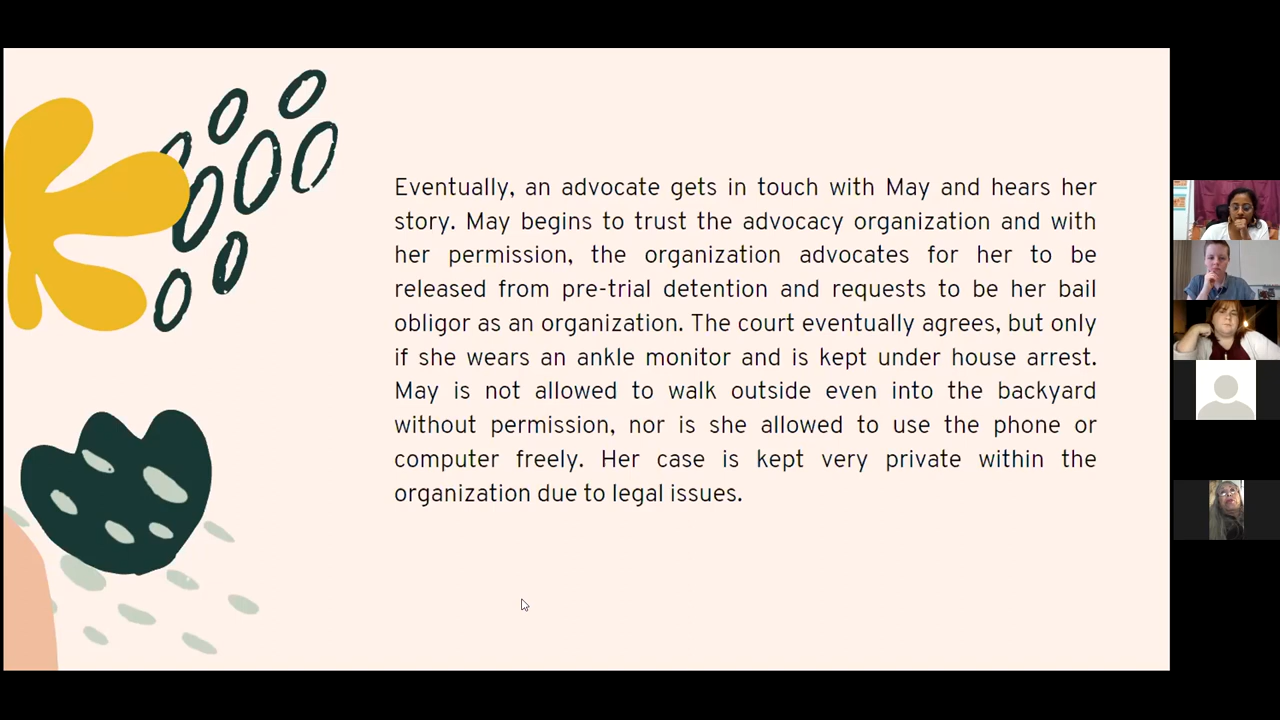 Eventually, an advocate gets in touch with May and hears her
story. May begins to trust the advocacy organization and with
her permission, the organization advocates for her to be
released from pre-trial detention and requests to be her bail
obligor as an organization. The court eventually agrees, but only
if she wears an ankle monitor and is kept under house arrest.
May is not allowed to walk outside even into the backyard
without permission, nor is she allowed to use the phone or
computer freely. Her case is kept very private within the
organization due to legal issues.